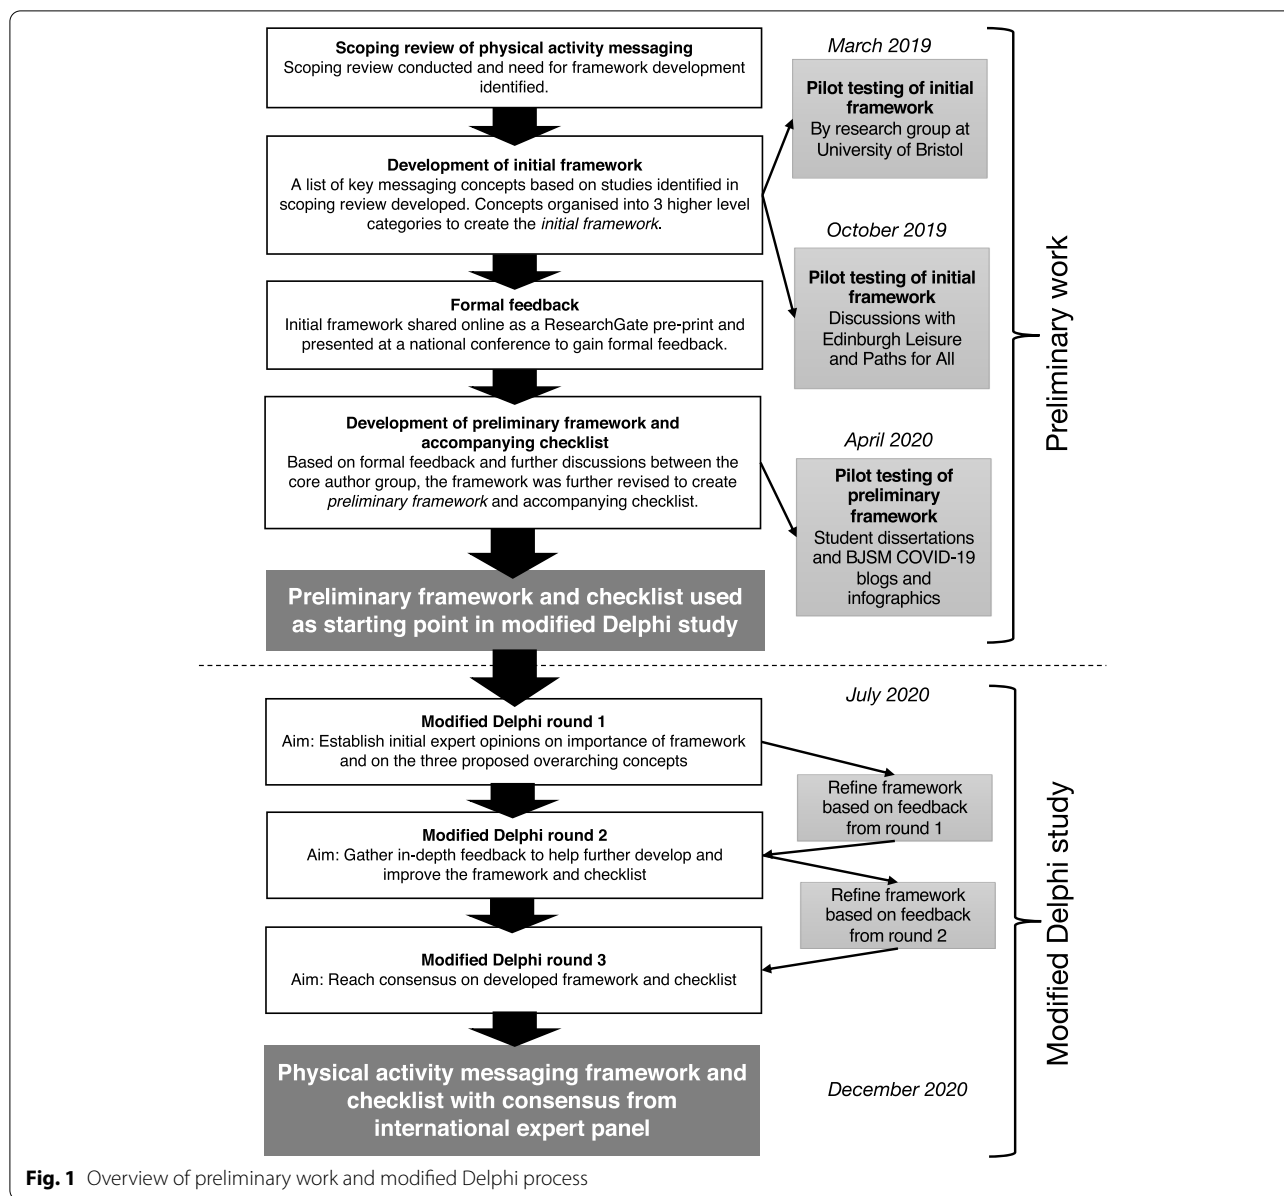 Scoping review of physical activity messaging
Scoping review conducted and need for framework development
identified.
March 2019
Pilot testing of initial
framework
By research group at
University of Bristol
Development of initial framework
A list of key messaging concepts based on studies identified in
scoping review developed. Concepts organised into 3 higher level
categories to create the initial framework.
October 2019
Pilot testing of initial
framework
Discussions with
Edinburgh Leisure
and Paths for All
Formal feedback
Initial framework shared online as a ResearchGate pre-print and
presented at a national conference to gain formal feedback.
Development of preliminary framework and
accompanying checklist
Based on formal feedback and further discussions between the
core author group, the framework was further revised to create
preliminary framework and accompanying checklist.
April 2020
Pilot testing of
preliminary
framework
Student dissertations
and BJSM COVID-19
blogs and
infographics
Preliminary framework and checklist used
as starting point in modified Delphi study
Preliminary work
July 2020
Modified Delphi round 1
Aim: Establish initial expert opinions on importance of framework
and on the three proposed overarching concepts
Refine framework
based on feedback
from round 1
Modified Delphi round 2
Aim: Gather in-depth feedback to help further develop and
improve the framework and checklist
Refine framework
based on feedback
from round 2
Modified Delphi round 3
Aim: Reach consensus on developed framework and checklist
Physical activity messaging framework and
checklist with consensus from
international expert panel
December 2020
Modified Delphi study
Fig. 1 Overview of preliminary work and modified Delphi process